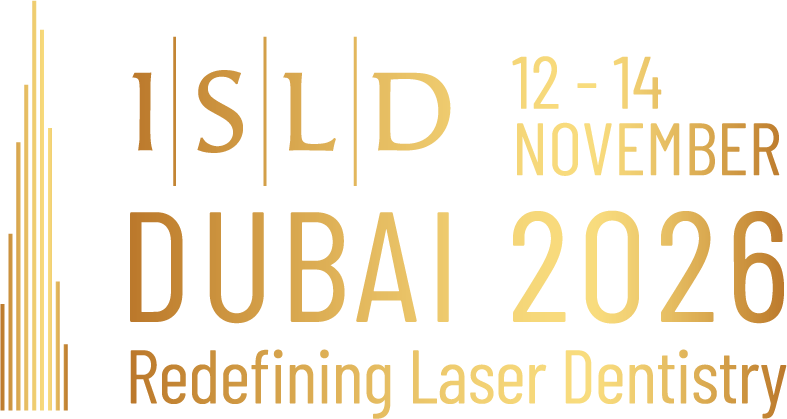 I|S|L|D
12 - 14
NOVEMBER
DUBAI 2026
Redefining Laser Dentistry